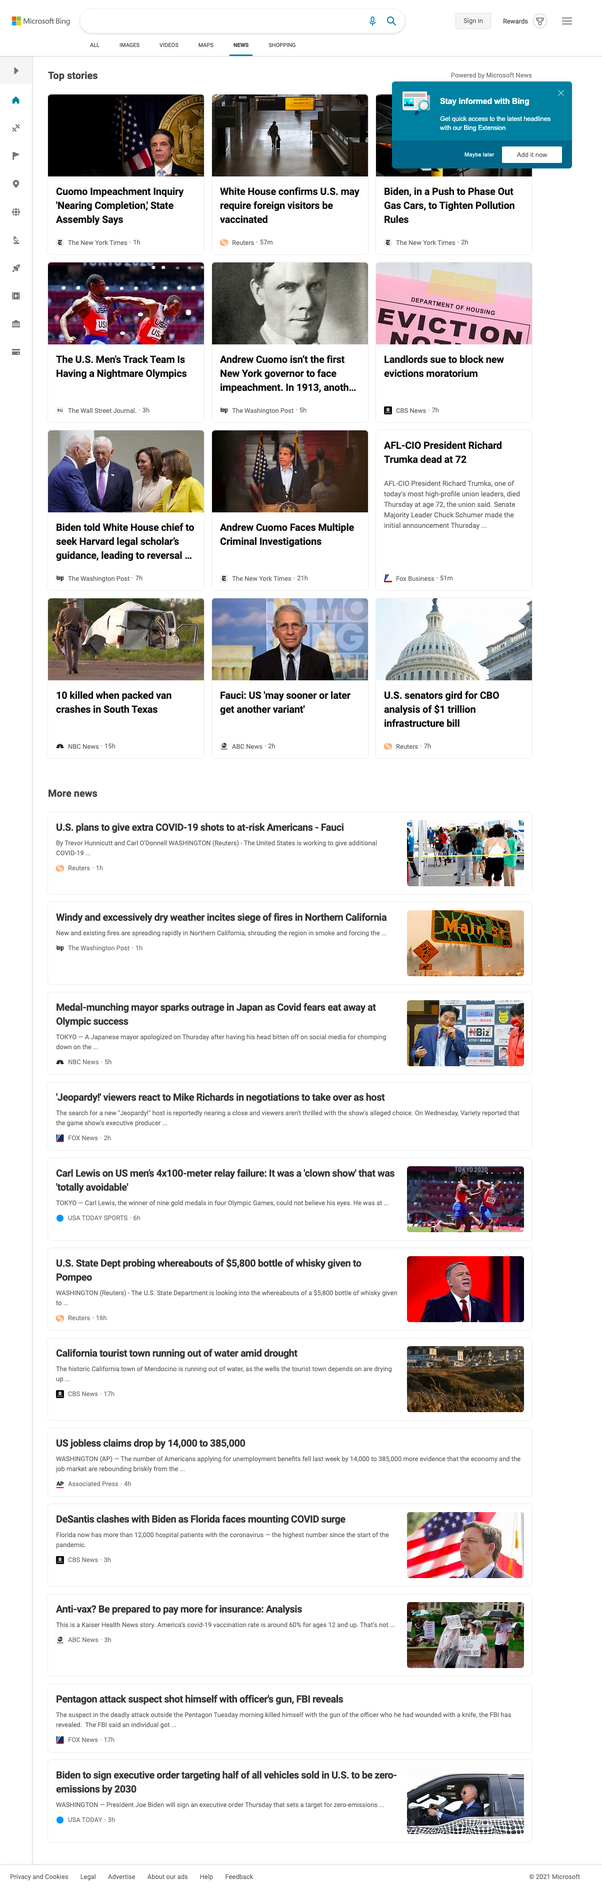 Microsoft Bing
Sign in
Rewards
ALL
IMAGES
VIDEOS
MAPS
NEWS
SHOPPING
Top stories
Powered by Microsoft News
Stay informed with Bing
Get quick access to the latest headlines
with our Bing Extension
Maybe later
Add it now
Cuomo Impeachment Inquiry
'Nearing Completion,' State
Assembly Says
The New York Times · 1h
White House confirms U.S. may
require foreign visitors be
vaccinated
Reuters · 57m
Biden, in a Push to Phase Out
Gas Cars, to Tighten Pollution
Rules
The New York Times · 2h
TOKYO 2020
The U.S. Men's Track Team Is
Having a Nightmare Olympics
The Wall Street Journal. · 3h
Andrew Cuomo isn't the first
New York governor to face
impeachment. In 1913, anoth...
The Washington Post · 5h
DEPARTMENT OF HOUSING
EVICTION
Landlords sue to block new
evictions moratorium
CBS News · 7h
Biden told White House chief to
seek Harvard legal scholar's
guidance, leading to reversal ...
The Washington Post · 7h
Andrew Cuomo Faces Multiple
Criminal Investigations
The New York Times · 21h
AFL-CIO President Richard
Trumka dead at 72
AFL-CIO President Richard Trumka, one of
today's most high-profile union leaders, died
Thursday at age 72, the union said. Senate
Majority Leader Chuck Schumer made the
initial announcement Thursday ...
Fox Business · 51m
10 killed when packed van
crashes in South Texas
NBC News · 15h
Fauci: US 'may sooner or later
get another variant'
ABC News · 2h
U.S. senators gird for CBO
analysis of $1 trillion
infrastructure bill
Reuters · 7h
More news
U.S. plans to give extra COVID-19 shots to at-risk Americans - Fauci
By Trevor Hunnicutt and Carl O'Donnell WASHINGTON (Reuters) - The United States is working to give additional
COVID-19 ...
Reuters · 1h
Windy and excessively dry weather incites siege of fires in Northern California
New and existing fires are spreading rapidly in Northern California, shrouding the region in smoke and forcing the ...
The Washington Post · 1h
Main St
Medal-munching mayor sparks outrage in Japan as Covid fears eat away at
Olympic success
TOKYO — A Japanese mayor apologized on Thursday after having his head bitten off on social media for chomping
down on the ...
NBC News · 5h
NBiz
'Jeopardy!' viewers react to Mike Richards in negotiations to take over as host
The search for a new "Jeopardy!" host is reportedly nearing a close and viewers aren't thrilled with the show's alleged choice. On Wednesday, Variety reported that
the game show's executive producer ...
FOX News · 2h
Carl Lewis on US men's 4x100-meter relay failure: It was a 'clown show' that was
'totally avoidable'
TOKYO — Carl Lewis, the winner of nine gold medals in four Olympic Games, could not believe his eyes. He was at ...
USA TODAY SPORTS · 6h
TOKYO 2020
U.S. State Dept probing whereabouts of $5,800 bottle of whisky given to
Pompeo
WASHINGTON (Reuters) - The U.S. State Department is looking into the whereabouts of a $5,800 bottle of whisky given
to ...
Reuters · 16h
California tourist town running out of water amid drought
The historic California town of Mendocino is running out of water, as the wells the tourist town depends on are drying
up ...
CBS News · 17h
US jobless claims drop by 14,000 to 385,000
WASHINGTON (AP) — The number of Americans applying for unemployment benefits fell last week by 14,000 to 385,000 more evidence that the economy and the
job market are rebounding briskly from the ...
Associated Press · 4h
DeSantis clashes with Biden as Florida faces mounting COVID surge
Florida now has more than 12,000 hospital patients with the coronavirus — the highest number since the start of the
pandemic.
CBS News · 3h
Anti-vax? Be prepared to pay more for insurance: Analysis
This is a Kaiser Health News story. America's covid-19 vaccination rate is around 60% for ages 12 and up. That's not ...
ABC News · 3h
Pentagon attack suspect shot himself with officer's gun, FBI reveals
The suspect in the deadly attack outside the Pentagon Tuesday morning killed himself with the gun of the officer who he had wounded with a knife, the FBI has
revealed. The FBI said an individual got ...
FOX News · 17h
Biden to sign executive order targeting half of all vehicles sold in U.S. to be zero-
emissions by 2030
WASHINGTON — President Joe Biden will sign an executive order Thursday that sets a target for zero-emissions ...
USA TODAY · 3h
Privacy and Cookies
Legal
Advertise
About our ads
Help
Feedback
© 2021 Microsoft